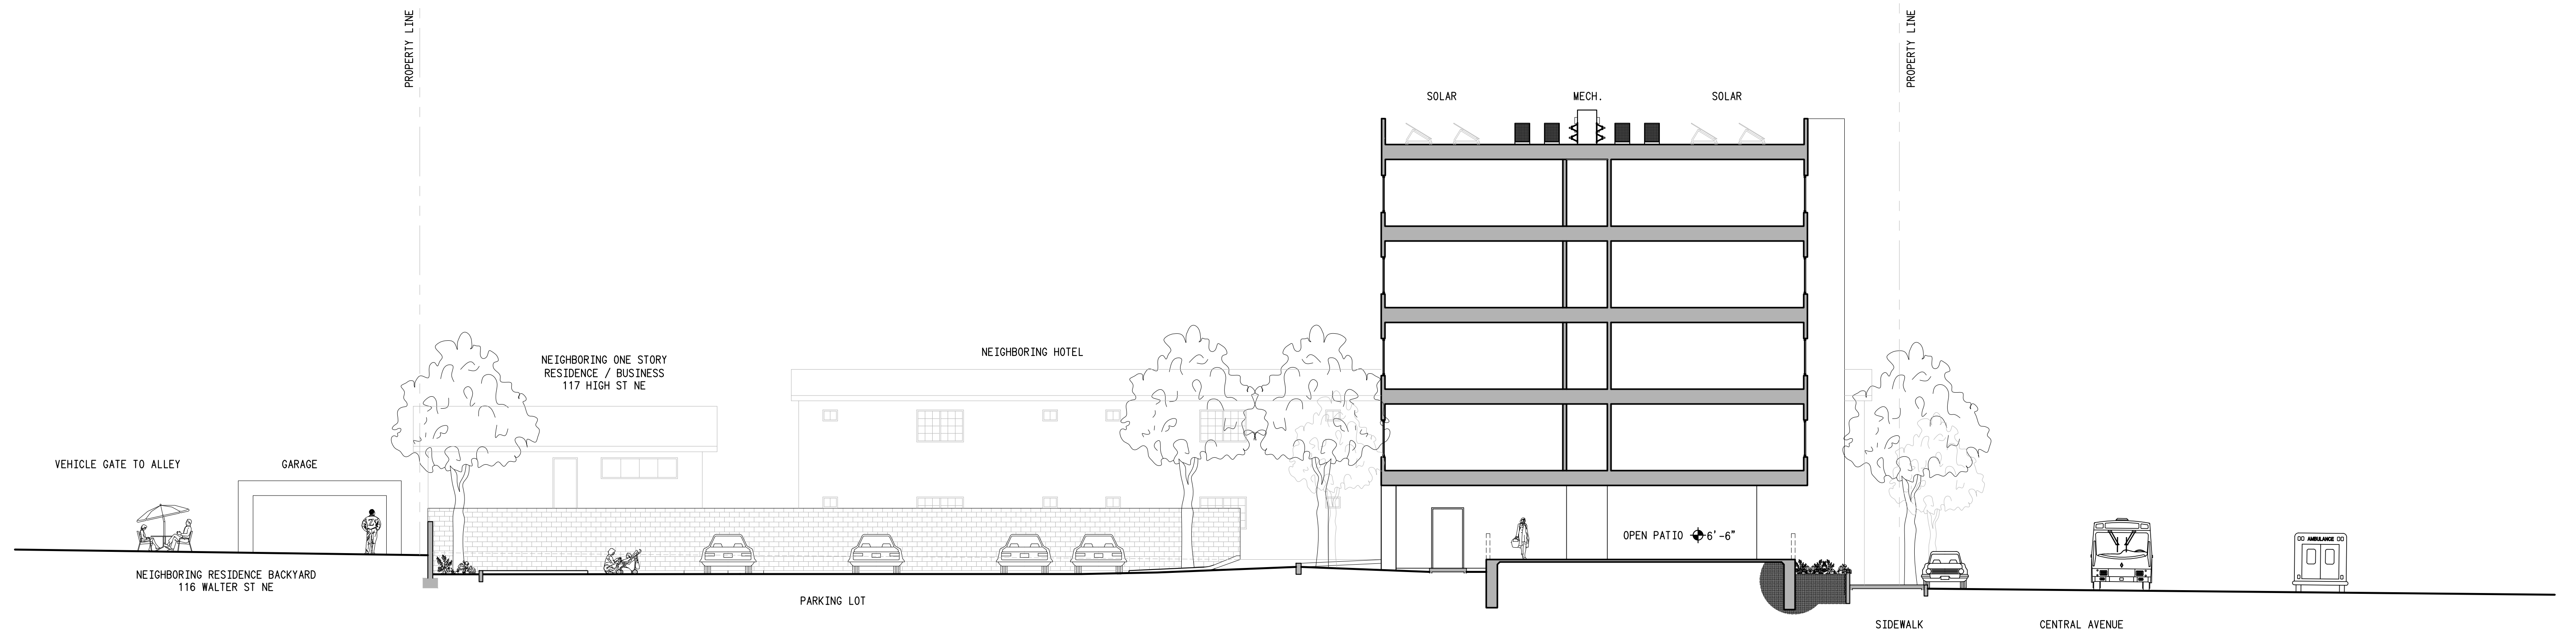 PROPERTY LINE
PROPERTY LINE
SOLAR
MECH.
SOLAR
NEIGHBORING ONE STORY
RESIDENCE / BUSINESS
117 HIGH ST NE
NEIGHBORING HOTEL
VEHICLE GATE TO ALLEY
GARAGE
OPEN PATIO
6'-6"
AMBULANCE
NEIGHBORING RESIDENCE BACKYARD
116 WALTER ST NE
PARKING LOT
SIDEWALK
CENTRAL AVENUE